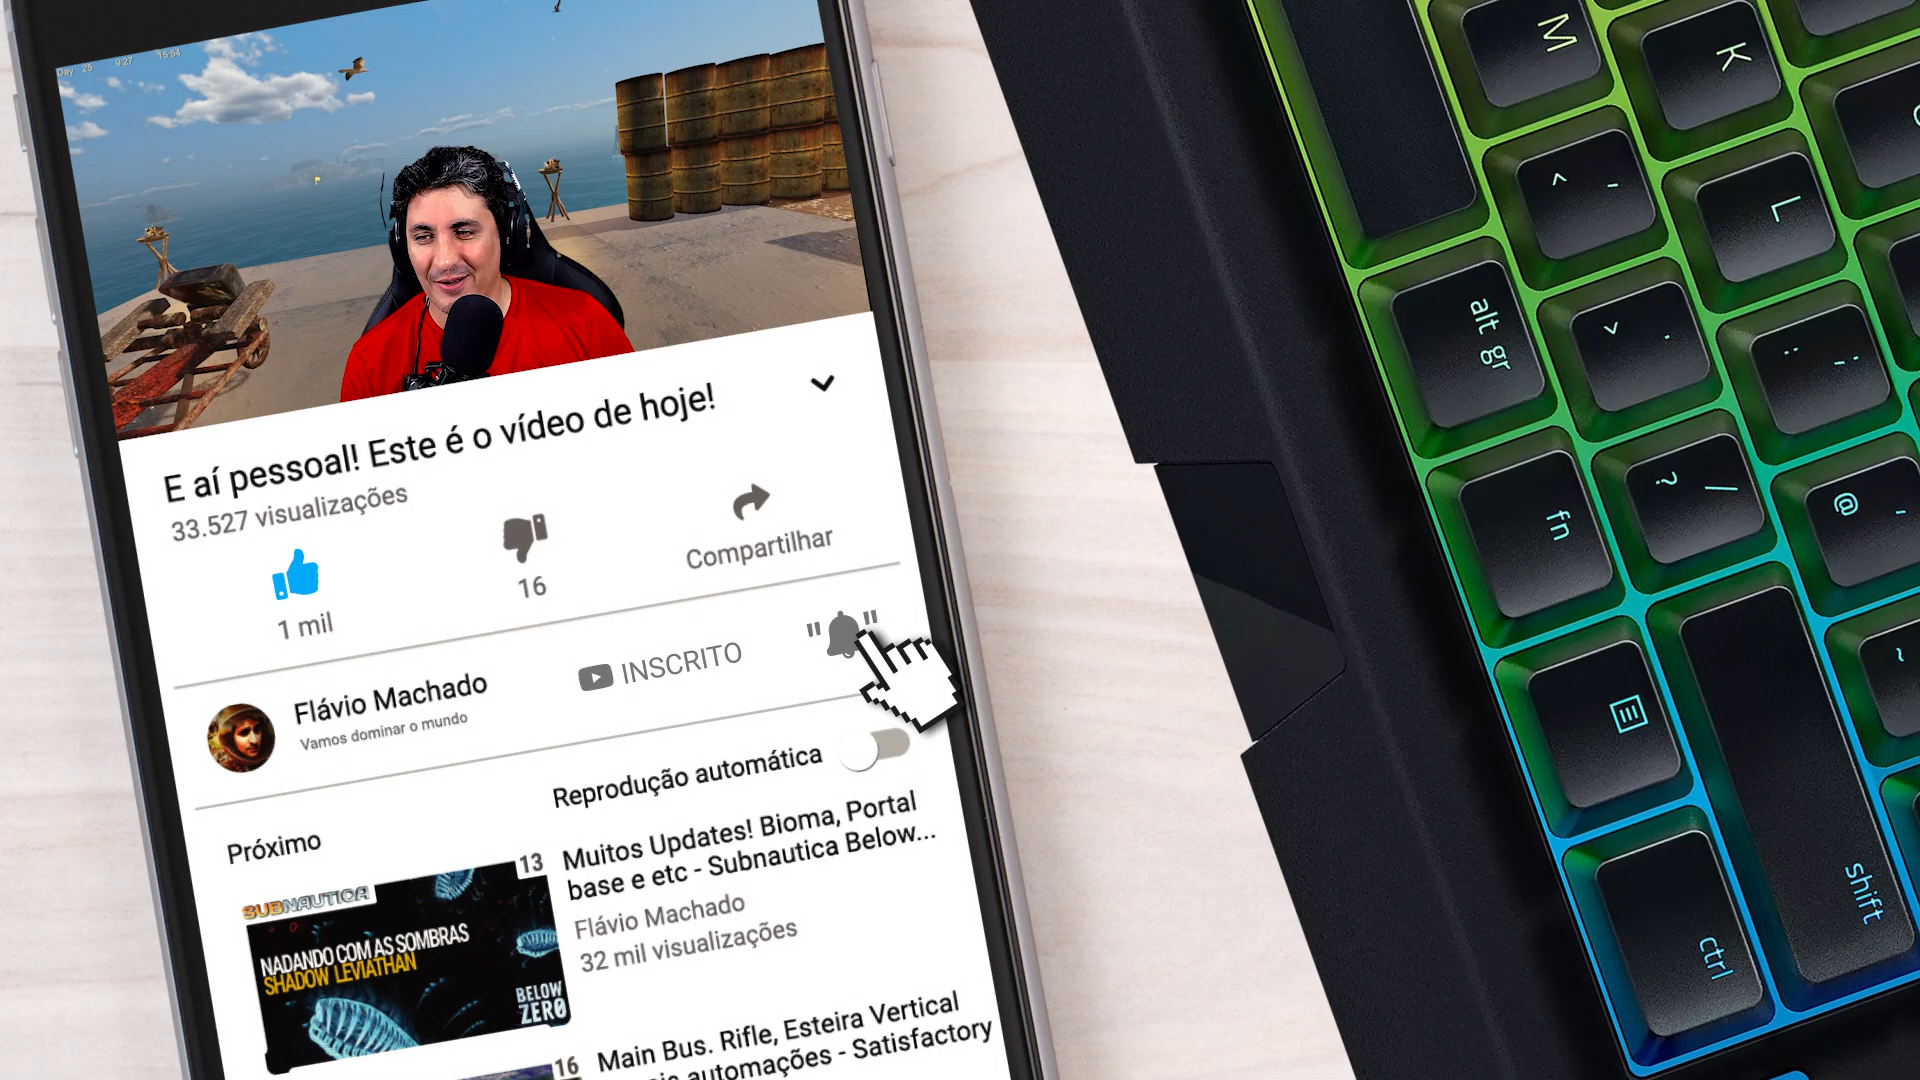 Day 25 9:27 15:54
E aí pessoal! Este é o vídeo de hoje!
33.527 visualizações
1 mil
16
Compartilhar
Flávio Machado
Vamos dominar o mundo
INSCRITO
Reprodução automática
Próximo
13
SUBNAUTICA
NADANDO COM AS SOMBRAS
SHADOW LEVIATHAN
BELOW
ZERO
Muitos Updates! Bioma, Portal
base e etc - Subnautica Below...
Flávio Machado
32 mil visualizações
16
Main Bus. Rifle, Esteira Vertical
automações - Satisfactory
M
K
L
alt gr
fn
? /
@
shift
ctrl